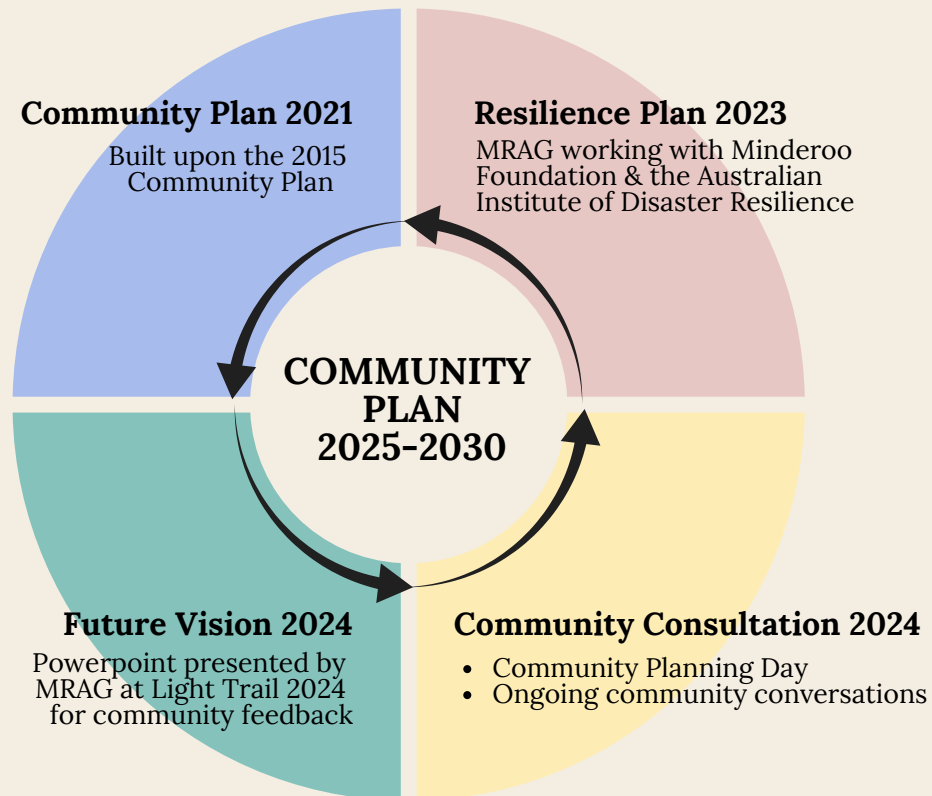 Community Plan 2021
Built upon the 2015
Community Plan
Resilience Plan 2023
MRAG working with Minderoo
Foundation & the Australian
Institute of Disaster Resilience
COMMUNITY
PLAN
2025-2030
Future Vision 2024
Powerpoint presented by
MRAG at Light Trail 2024
for community feedback
Community Consultation 2024
• Community Planning Day
• Ongoing community conversations